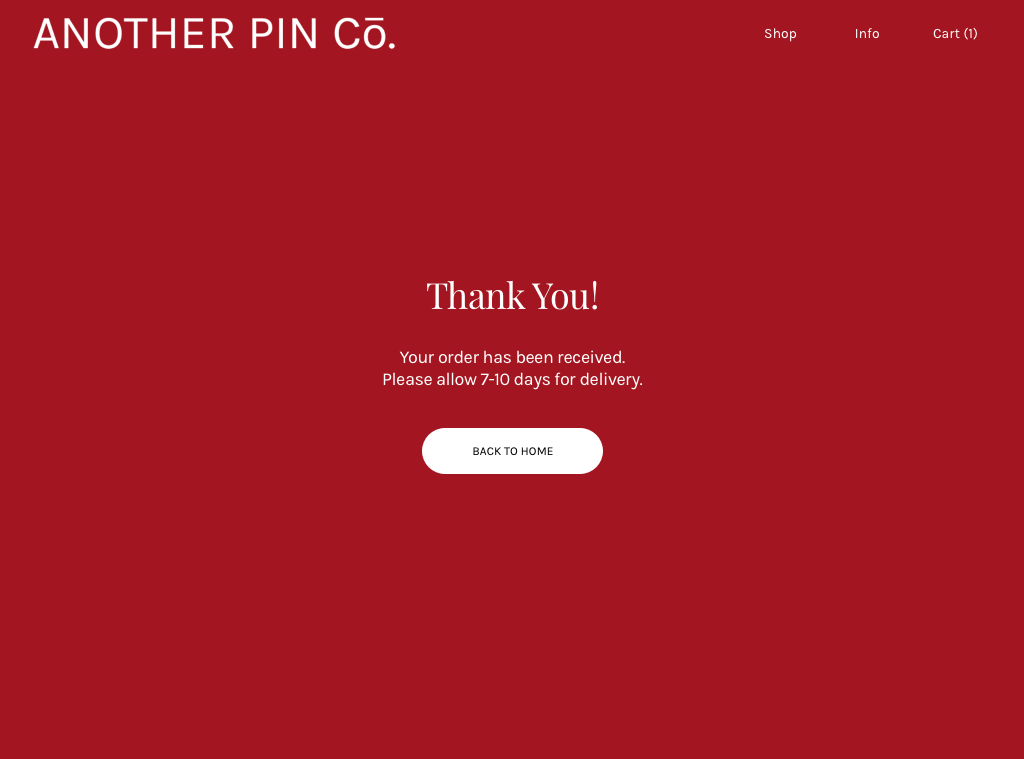 ANOTHER PIN Cō.
Shop
Info
Cart (1)
Thank You!
Your order has been received.
Please allow 7-10 days for delivery.
BACK TO HOME